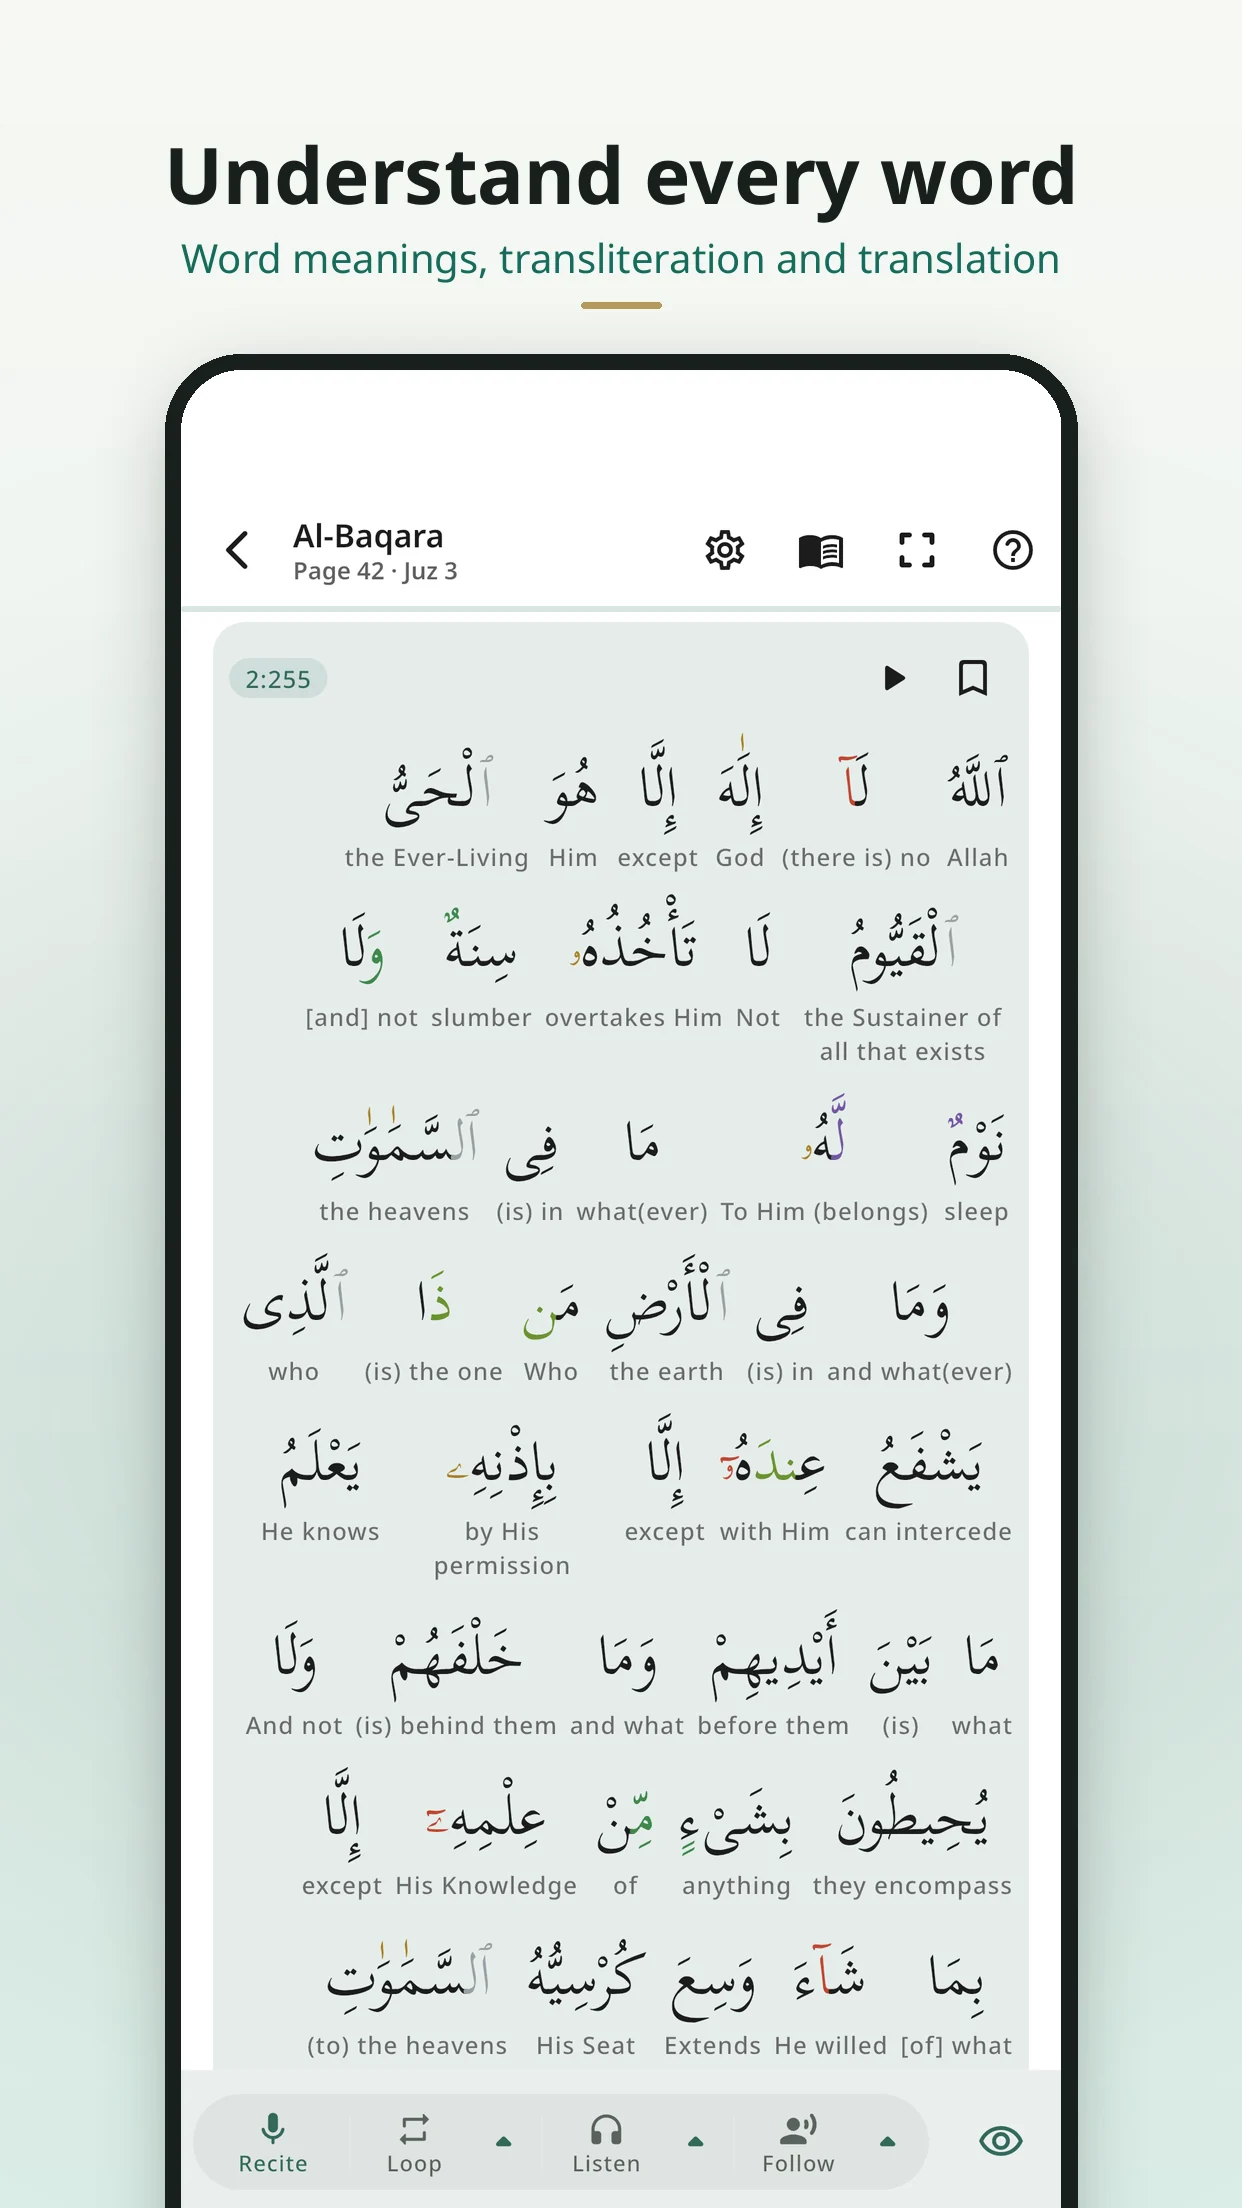 Understand every word
Word meanings, transliteration and translation
Al-Baqara
Page 42 · Juz 3
2:255
ٱللَّهُ لَآ إِلَٰهَ إِلَّا هُوَ ٱلْحَىُّ
Allah (there is) no God except Him the Ever-Living
ٱلْقَيُّومُ لَا تَأْخُذُهُۥ سِنَةٌ وَلَا
the Sustainer of all that exists Not overtakes Him slumber [and] not
نَوْمٌ لَّهُۥ مَا فِى ٱلسَّمَٰوَٰتِ
sleep To Him (belongs) what(ever) (is) in the heavens
وَمَا فِى ٱلْأَرْضِ مَن ذَا ٱلَّذِى
and what(ever) (is) in the earth Who (is) the one who
يَشْفَعُ عِندَهُۥٓ إِلَّا بِإِذْنِهِۦ يَعْلَمُ
can intercede with Him except by His permission He knows
مَا بَيْنَ أَيْدِيهِمْ وَمَا خَلْفَهُمْ وَلَا
what (is) before them and what (is) behind them And not
يُحِيطُونَ بِشَىْءٍ مِّنْ عِلْمِهِۦٓ إِلَّا
they encompass anything of His Knowledge except
بِمَا شَآءَ وَسِعَ كُرْسِيُّهُ ٱلسَّمَٰوَٰتِ
[of] what He willed Extends His Seat (to) the heavens
Recite Loop Listen Follow